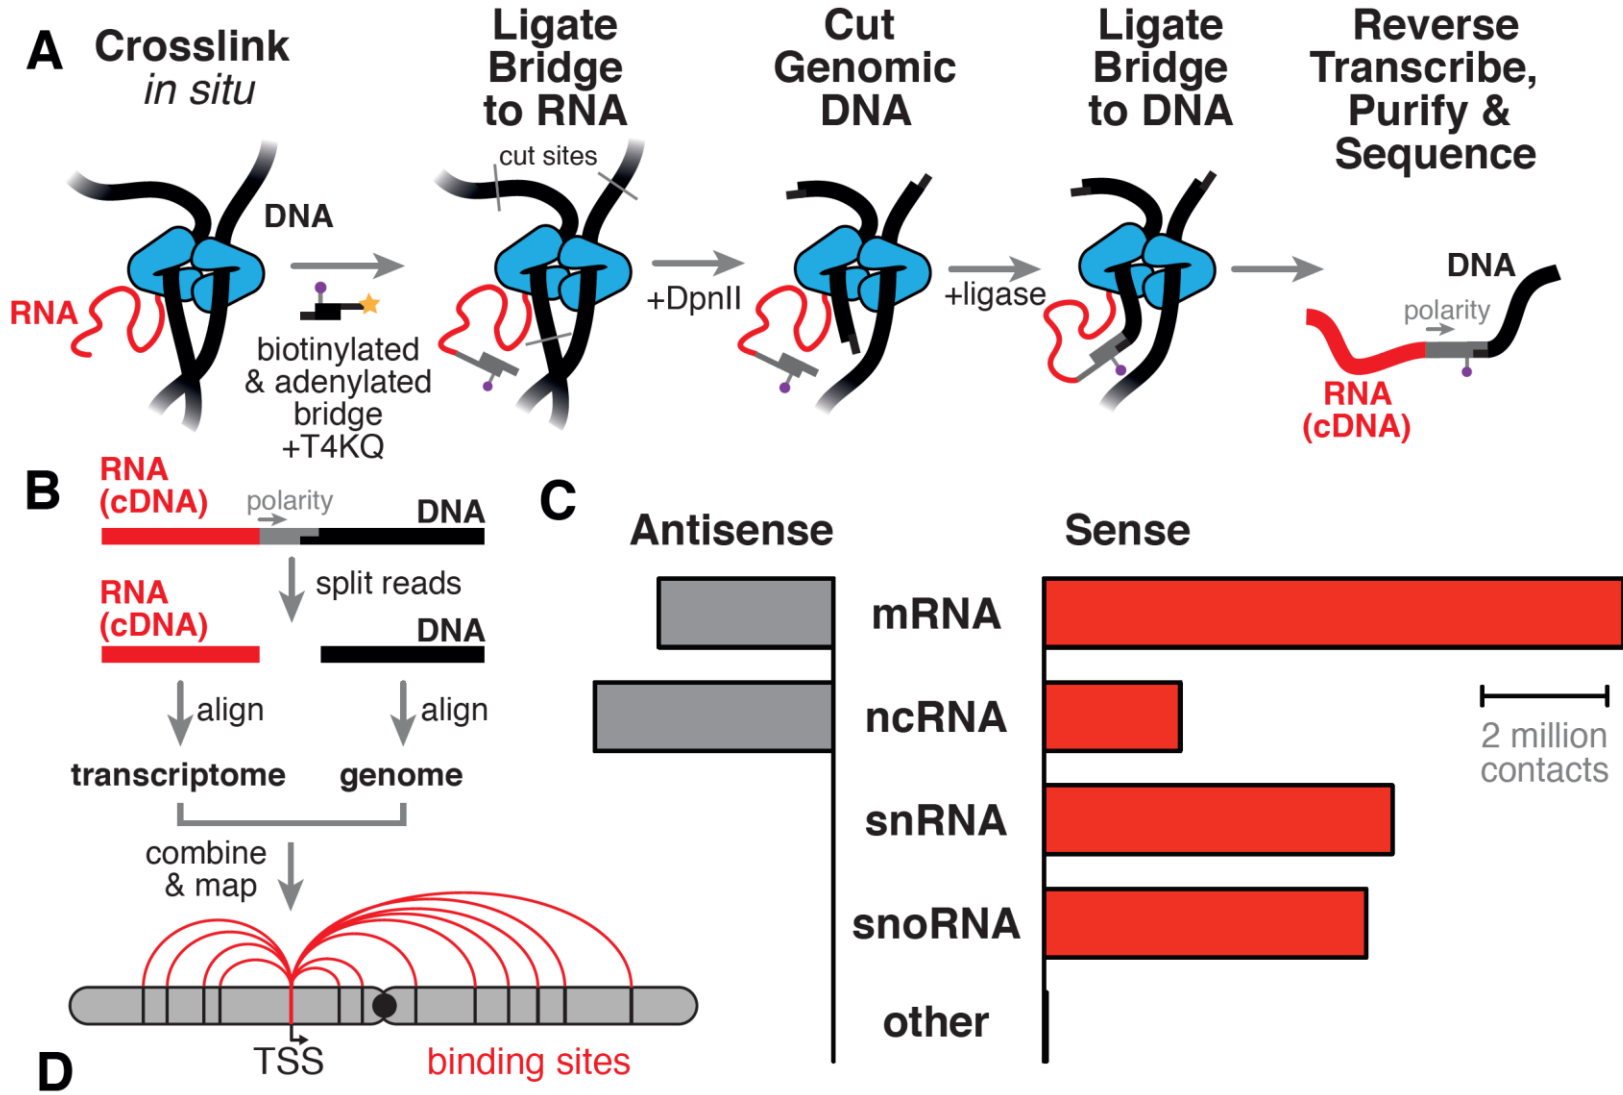 A
Crosslink
in situ
Ligate
Bridge
to RNA
Cut
Genomic
DNA
Ligate
Bridge
to DNA
Reverse
Transcribe,
Purify &
Sequence
cut sites
DNA
RNA
biotinylated
& adenylated
bridge
+T4KQ
+DpnII
+ligase
DNA
polarity
RNA
(cDNA)
B
RNA
(cDNA)
polarity
DNA
split reads
RNA
(cDNA)
DNA
align
align
transcriptome
genome
combine
& map
TSS
binding sites
C
Antisense
Sense
mRNA
ncRNA
snRNA
snoRNA
other
2 million
contacts
D